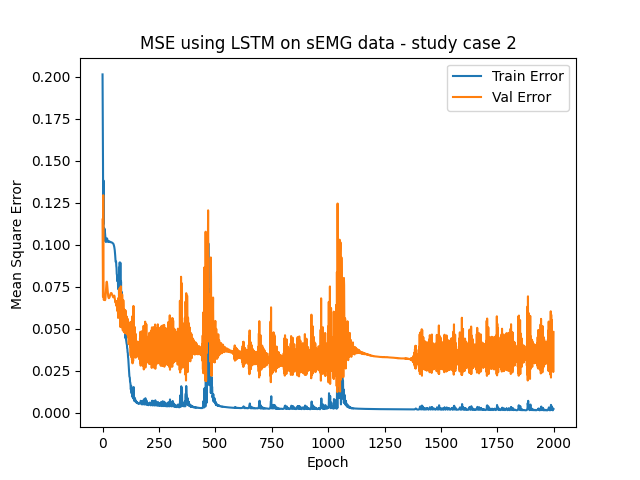 MSE using LSTM on sEMG data - study case 2
Train Error
Val Error
Mean Square Error
0.200
0.175
0.150
0.125
0.100
0.075
0.050
0.025
0.000
0 250 500 750 1000 1250 1500 1750 2000
Epoch